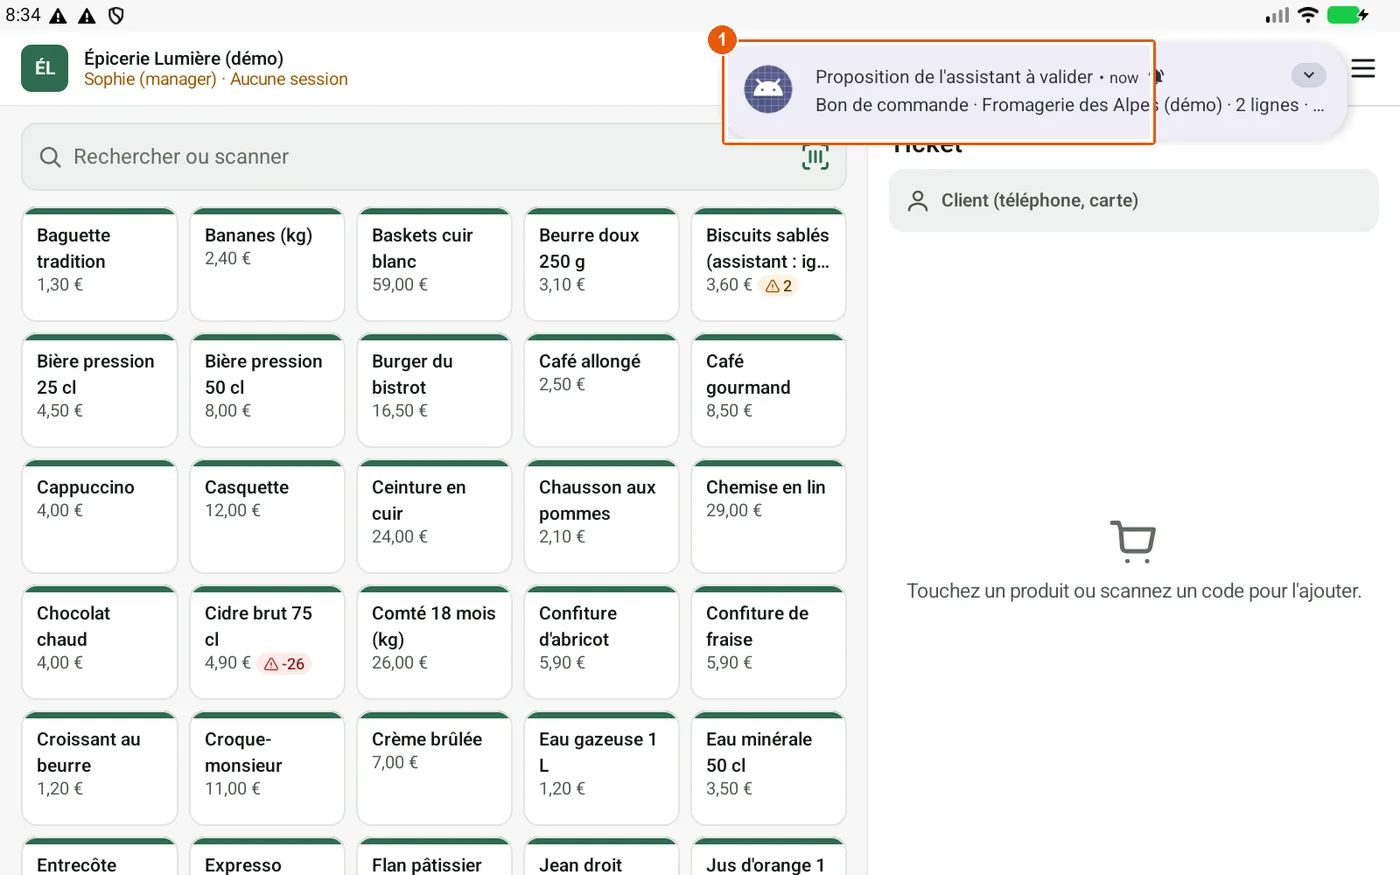 8:34
ÉL
Épicerie Lumière (démo)
Sophie (manager) · Aucune session
1
Proposition de l'assistant à valider • now
Bon de commande · Fromagerie des Alpes (démo) · 2 lignes · ...
Rechercher ou scanner
Ticket
Client (téléphone, carte)
Baguette tradition
1,30 €
Bananes (kg)
2,40 €
Baskets cuir blanc
59,00 €
Beurre doux 250 g
3,10 €
Biscuits sablés (assistant : ig...
3,60 € 2
Bière pression 25 cl
4,50 €
Bière pression 50 cl
8,00 €
Burger du bistrot
16,50 €
Café allongé
2,50 €
Café gourmand
8,50 €
Cappuccino
4,00 €
Casquette
12,00 €
Ceinture en cuir
24,00 €
Chausson aux pommes
2,10 €
Chemise en lin
29,00 €
Touchez un produit ou scannez un code pour l'ajouter.
Chocolat chaud
4,00 €
Cidre brut 75 cl
4,90 € -26
Comté 18 mois (kg)
26,00 €
Confiture d'abricot
5,90 €
Confiture de fraise
5,90 €
Croissant au beurre
1,20 €
Croque-monsieur
11,00 €
Crème brûlée
7,00 €
Eau gazeuse 1 L
1,20 €
Eau minérale 50 cl
3,50 €
Entrecôte
Expresso
Flan pâtissier
Jean droit
Jus d'orange 1